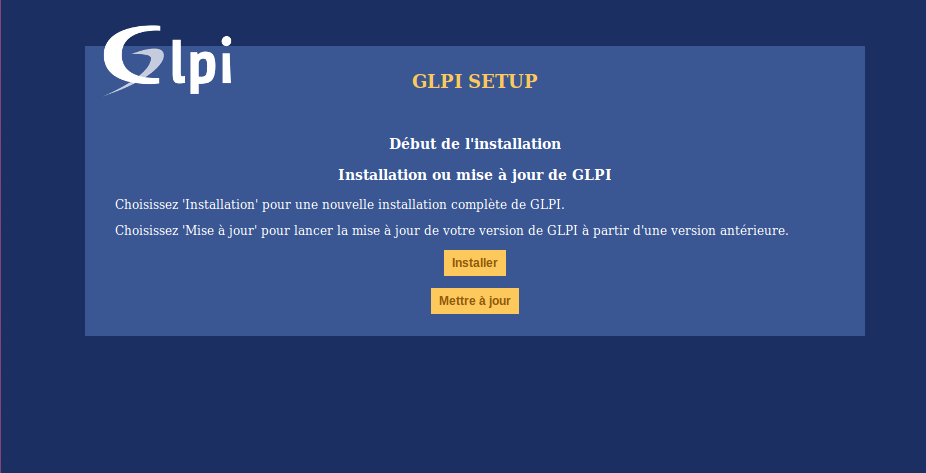 Glpi
GLPI SETUP
Début de l'installation
Installation ou mise à jour de GLPI
Choisissez 'Installation' pour une nouvelle installation complète de GLPI.
Choisissez 'Mise à jour' pour lancer la mise à jour de votre version de GLPI à partir d'une version antérieure.
Installer
Mettre à jour